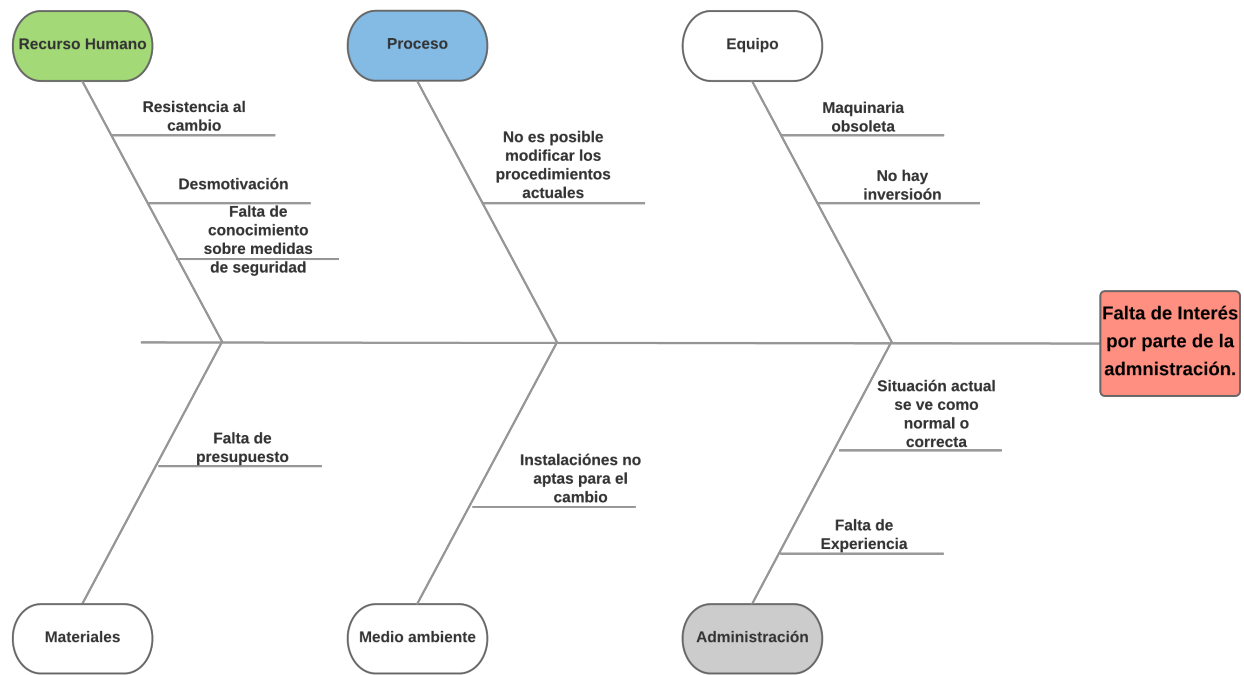 Recurso Humano
Proceso
Equipo
Resistencia al
cambio
Desmotivación
Falta de
conocimiento
sobre medidas
de seguridad
No es posible
modificar los
procedimientos
actuales
Maquinaria
obsoleta
No hay
inversioón
Falta de Interés
por parte de la
admnistración.
Falta de
presupuesto
Instalaciónes no
aptas para el
cambio
Situación actual
se ve como
normal o
correcta
Falta de
Experiencia
Materiales
Medio ambiente
Administración